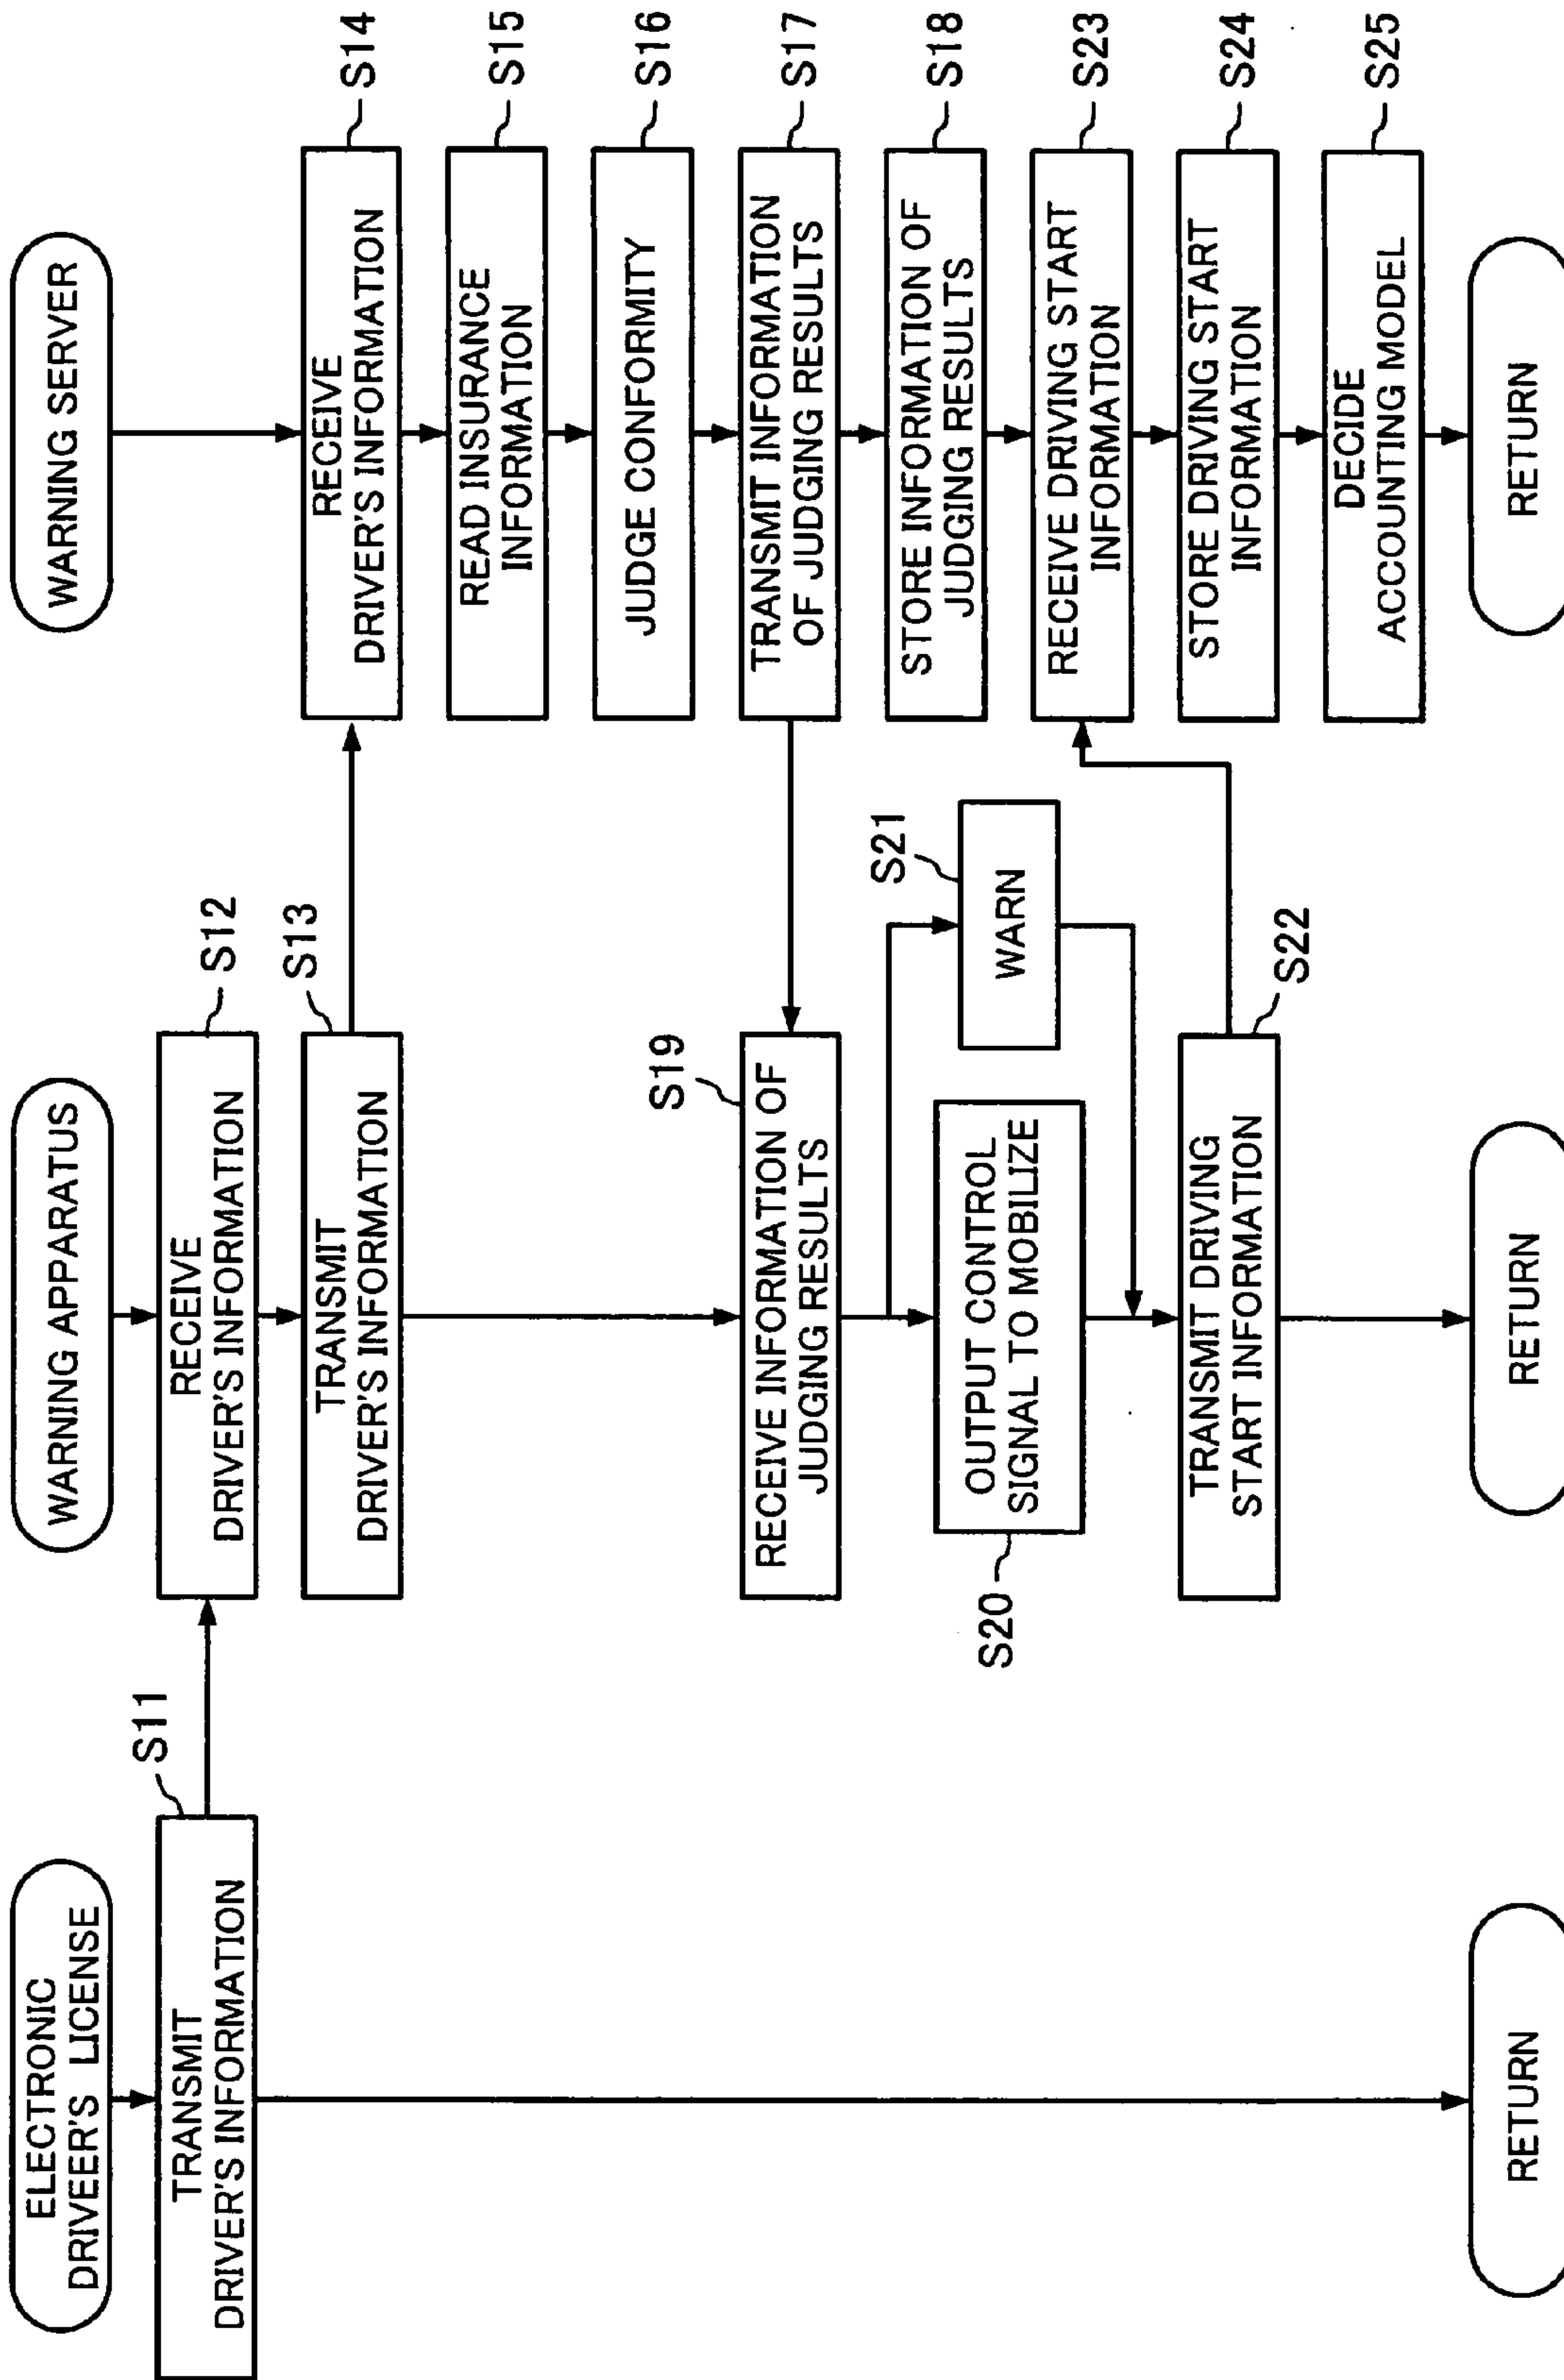 ELECTRONIC
DRIVEER'S LICENSE
TRANSMIT
DRIVER'S INFORMATION
S11
RETURN
WARNING APPARATUS
RECEIVE
DRIVER'S INFORMATION
S12
TRANSMIT
DRIVER'S INFORMATION
S13
RECEIVE INFORMATION OF
JUDGING RESULTS
S19
OUTPUT CONTROL
SIGNAL TO MOBILIZE
S20
WARN
S21
TRANSMIT DRIVING
START INFORMATION
S22
RETURN
WARNING SERVER
RECEIVE
DRIVER'S INFORMATION
S14
READ INSURANCE
INFORMATION
S15
JUDGE CONFORMITY
S16
TRANSMIT INFORMATION
OF JUDGING RESULTS
S17
STORE INFORMATION OF
JUDGING RESULTS
S18
RECEIVE DRIVING START
INFORMATION
S23
STORE DRIVING START
INFORMATION
S24
DECIDE
ACCOUNTING MODEL
S25
RETURN